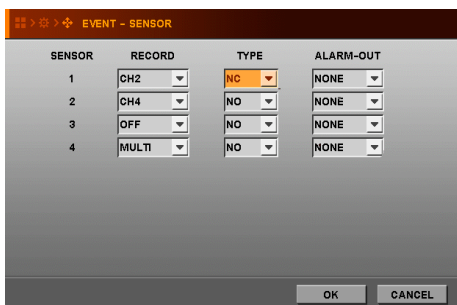 EVENT - SENSOR
SENSOR RECORD TYPE ALARM-OUT
1 CH2 NC NONE
2 CH4 NO NONE
3 OFF NO NONE
4 MULTI NO NONE
OK CANCEL